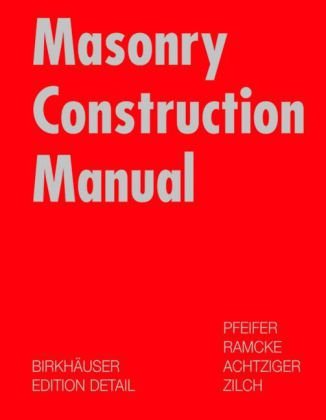 Masonry
Construction
Manual
PFEIFER
RAMCKE
BIRKHÄUSER ACHTZIGER
EDITION DETAIL ZILCH